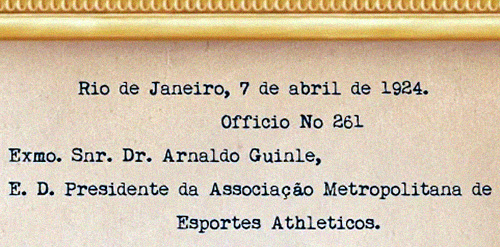 Rio de Janeiro, 7 de abril de 1924.
Officio No 261
Exmo. Snr. Dr. Arnaldo Guinle,
E. D. Presidente da Associação Metropolitana de
Esportes Athleticos.